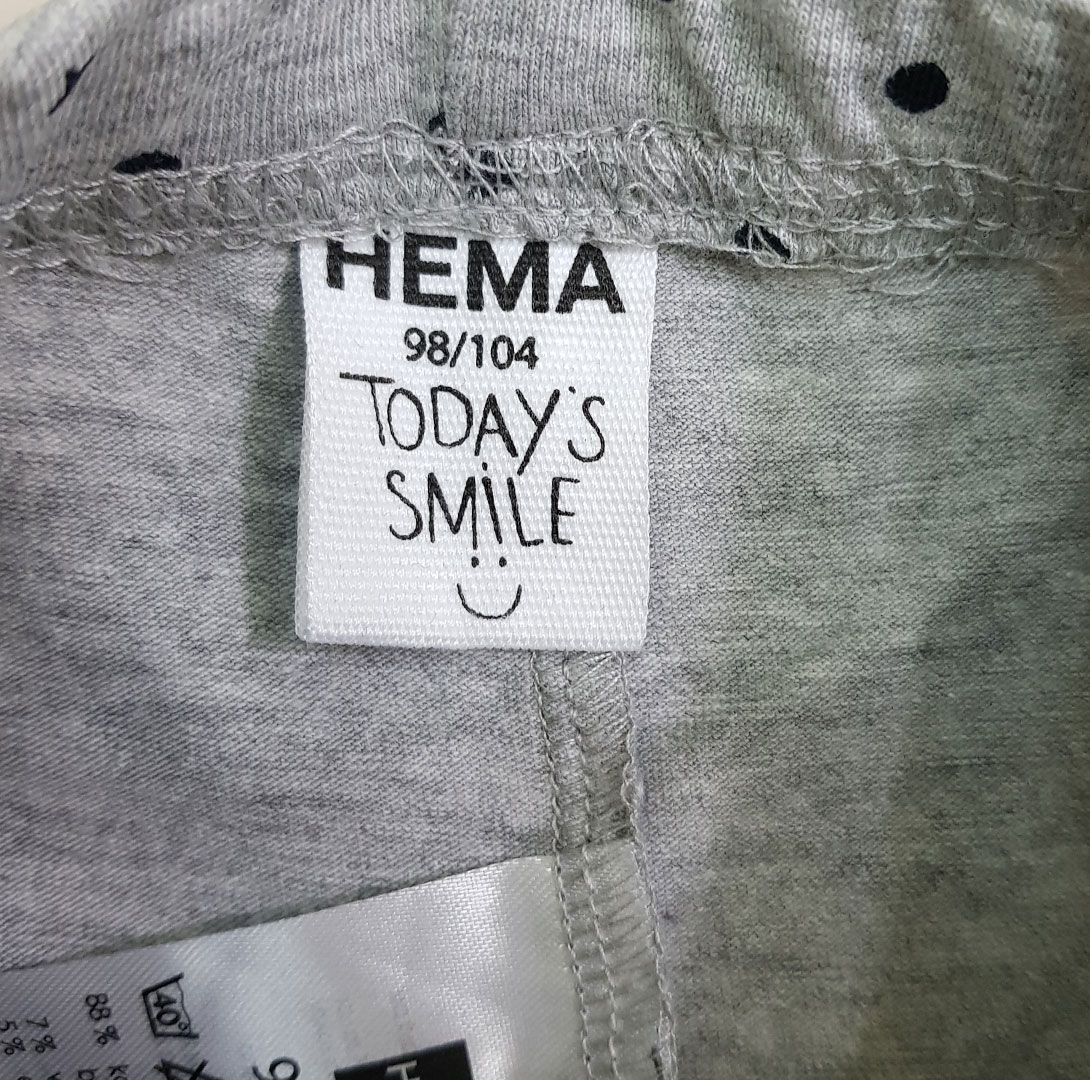 HEMA
98/104
TODAY'S
SMiLE
40°
88%
7%
5%